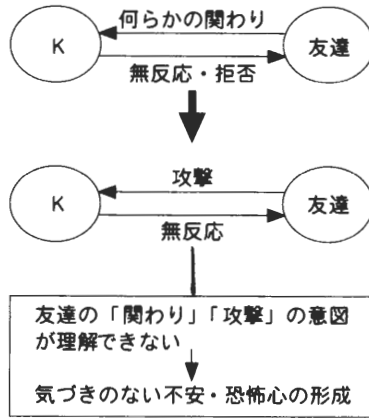 何らかの関わり
K
友達
無反応・拒否
攻撃
K
友達
無反応
友達の「関わり」「攻撃」の意図
が理解できない
気づきのない不安・恐怖心の形成